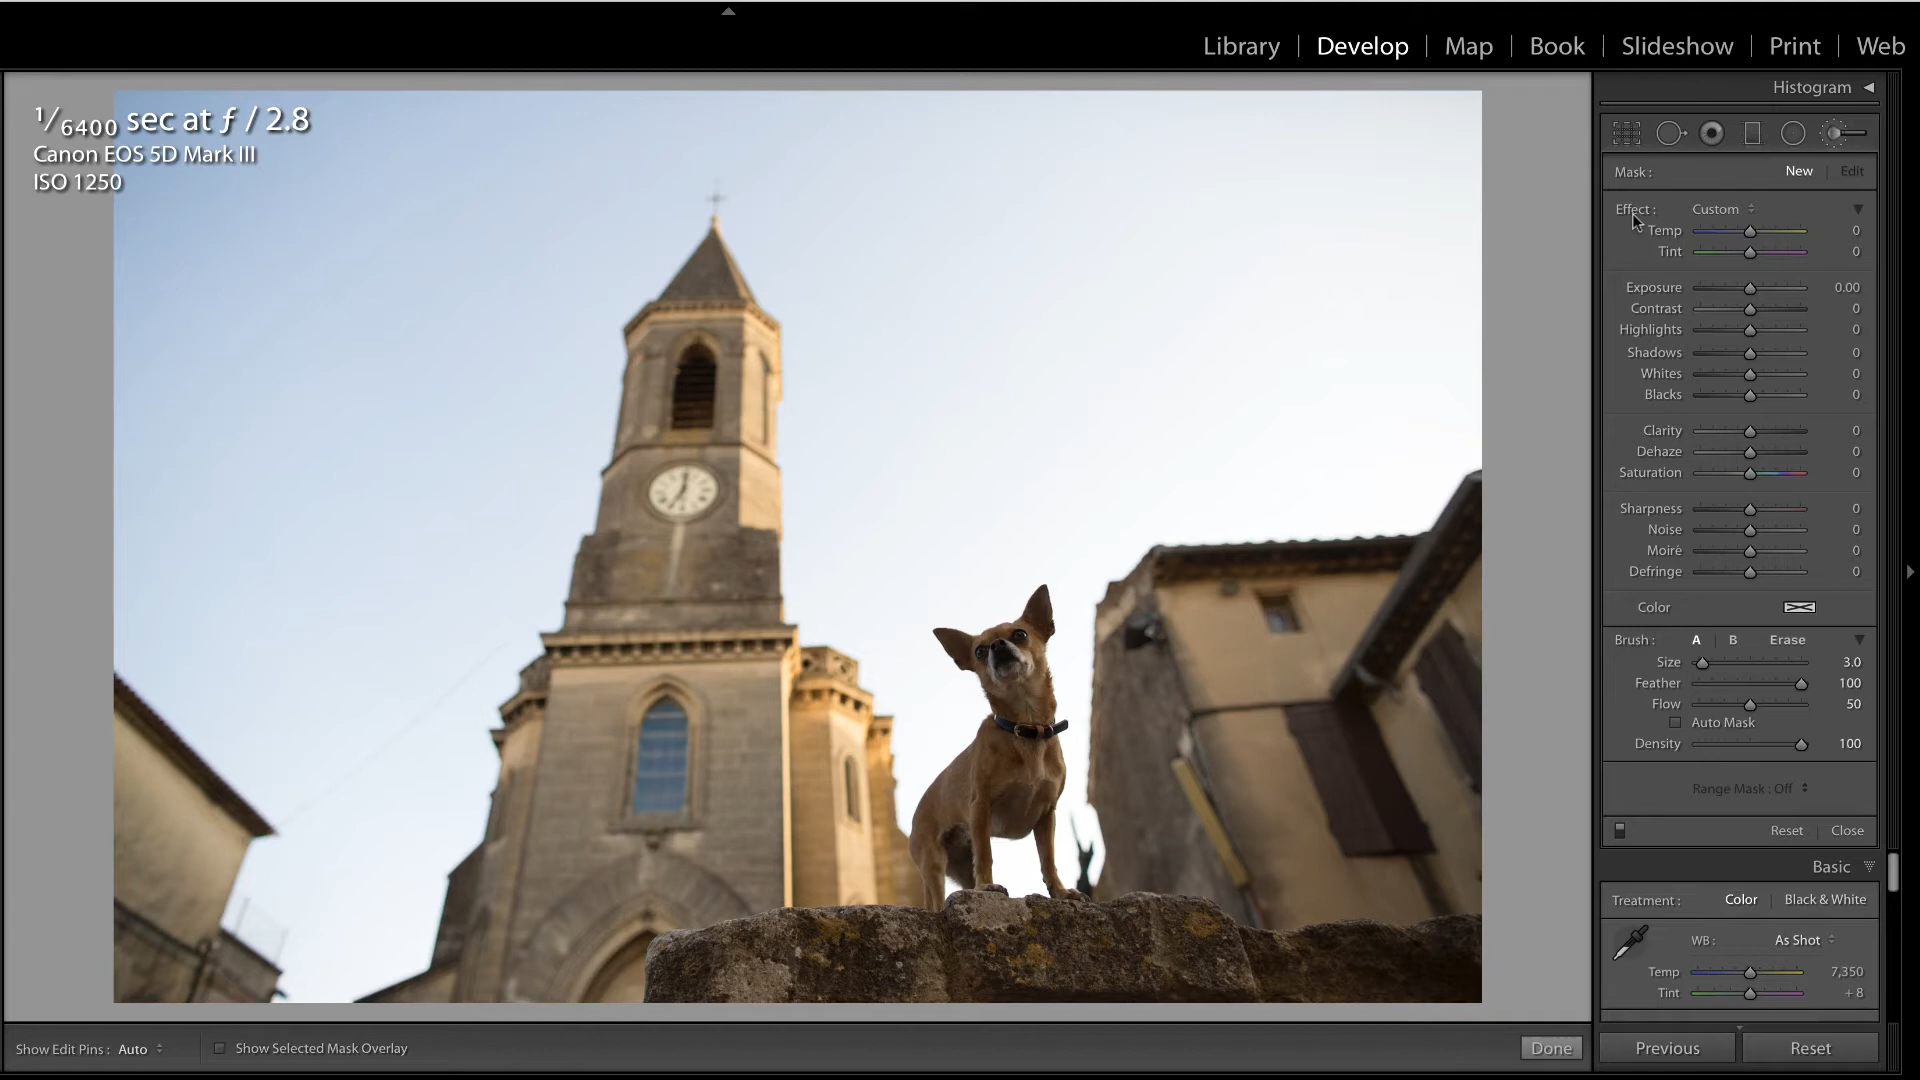 Library | Develop | Map | Book | Slideshow | Print | Web
1/6400 sec at ƒ / 2.8
Canon EOS 5D Mark III
ISO 1250
Histogram
Mask : New | Edit
Effect : Custom
Temp 0
Tint 0
Exposure 0.00
Contrast 0
Highlights 0
Shadows 0
Whites 0
Blacks 0
Clarity 0
Dehaze 0
Saturation 0
Sharpness 0
Noise 0
Moiré 0
Defringe 0
Color
Brush : A | B Erase
Size 3.0
Feather 100
Flow 50
Auto Mask
Density 100
Range Mask : Off
Reset | Close
Basic
Treatment : Color | Black & White
WB : As Shot
Temp 7,350
Tint + 8
Show Edit Pins : Auto Show Selected Mask Overlay Done
Previous Reset